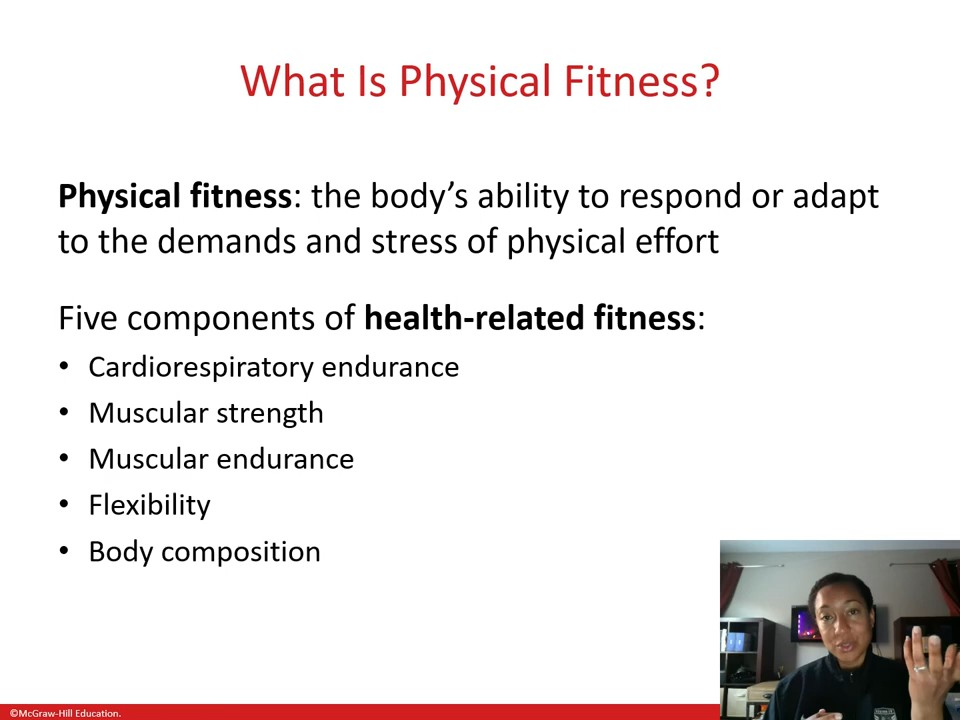 What Is Physical Fitness?
Physical fitness: the body’s ability to respond or adapt
to the demands and stress of physical effort
Five components of health-related fitness:
• Cardiorespiratory endurance
• Muscular strength
• Muscular endurance
• Flexibility
• Body composition
©McGraw-Hill Education.